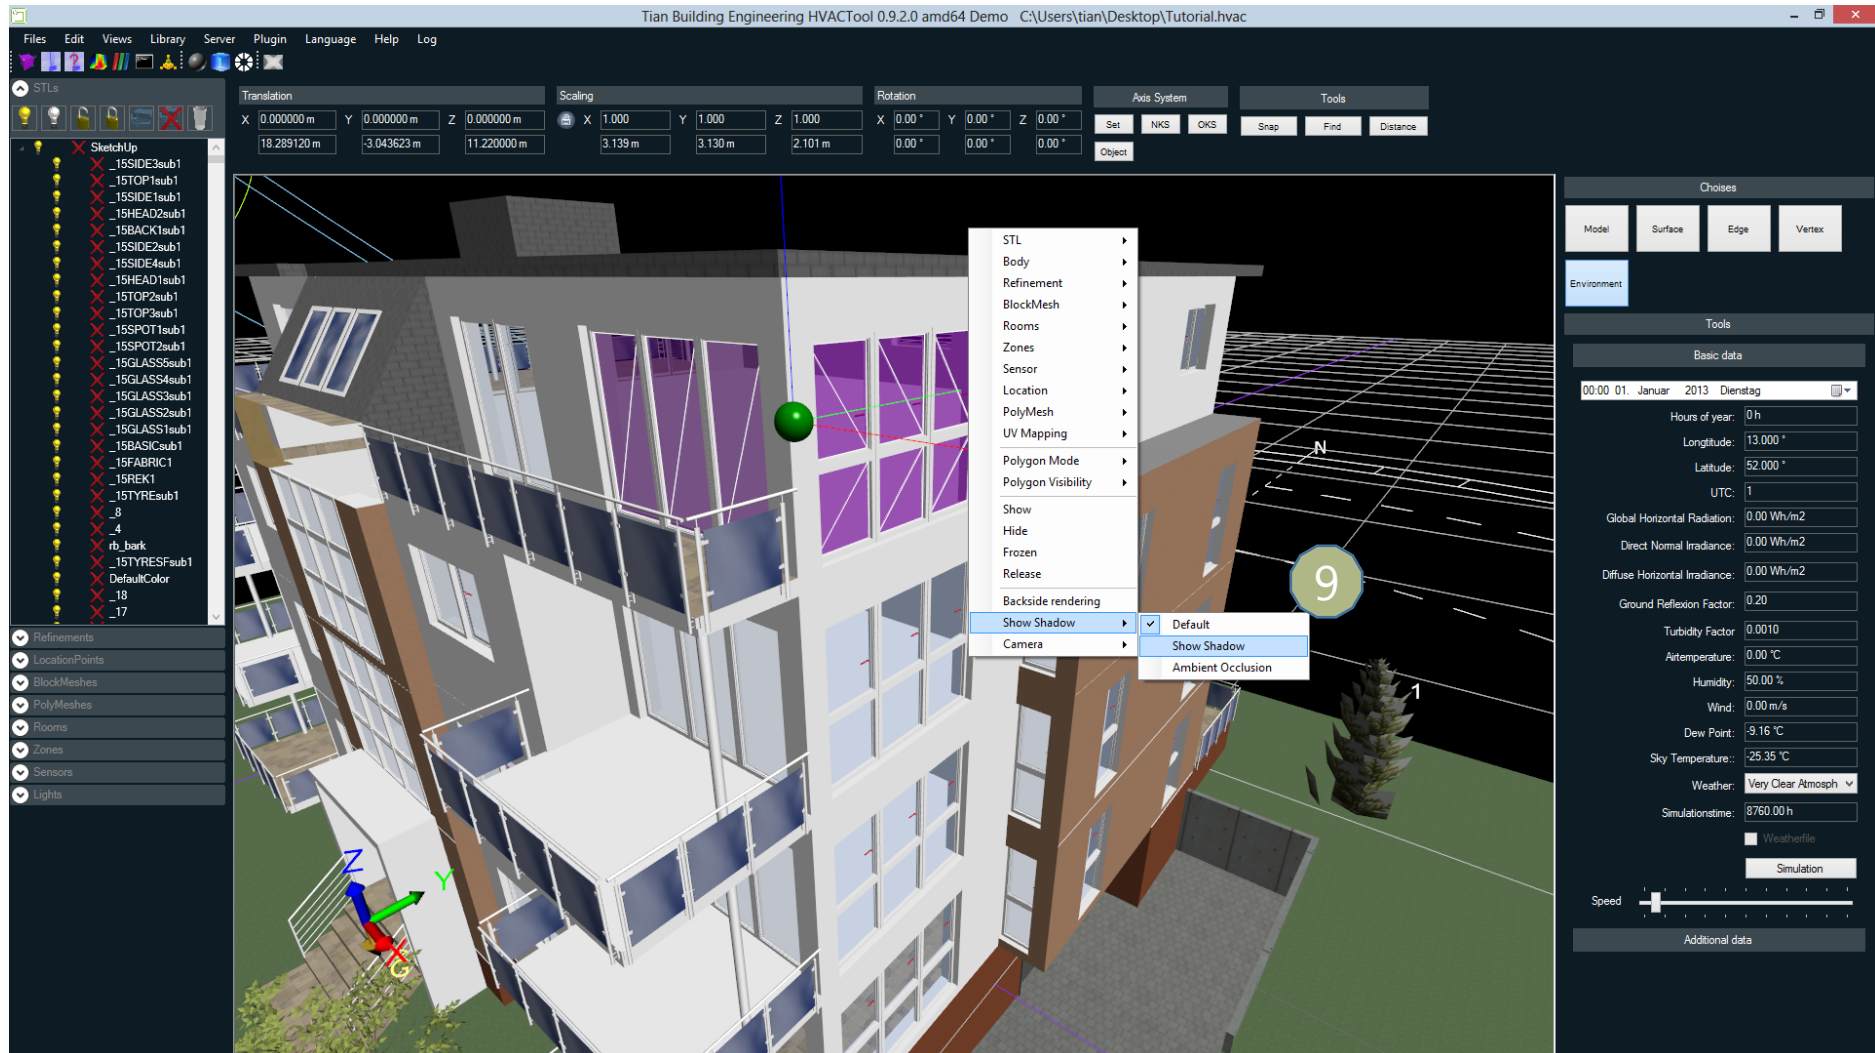 Tian Building Engineering HVACTool 0.9.2.0 amd64 Demo C:\Users\tian\Desktop\Tutorial.hvac
Files Edit Views Library Server Plugin Language Help Log
STLs
Translation
X 0.000000 m Y 0.000000 m Z 0.000000 m
18.289120 m -3.043623 m 11.220000 m
Scaling
X 1.000 Y 1.000 Z 1.000
3.139 m 3.130 m 2.101 m
Rotation
X 0.00 ° Y 0.00 ° Z 0.00 °
0.00 ° 0.00 ° 0.00 °
Axis System
Set NKS OKS
Object
Tools
Snap Find Distance
SketchUp
_15SIDE3sub1
_15TOP1sub1
_15SIDE1sub1
_15HEAD2sub1
_15BACK1sub1
_15SIDE2sub1
_15SIDE4sub1
_15HEAD1sub1
_15TOP2sub1
_15TOP3sub1
_15SPOT1sub1
_15SPOT2sub1
_15GLASS5sub1
_15GLASS4sub1
_15GLASS3sub1
_15GLASS2sub1
_15GLASS1sub1
_15BASICsub1
_15FABRIC1
_15REK1
_15TYREsub1
_8
_4
rb_bark
_15TYRESFsub1
DefaultColor
_18
_17
Refinements
LocationPoints
BlockMeshes
PolyMeshes
Rooms
Zones
Sensors
Lights
STL
Body
Refinement
BlockMesh
Rooms
Zones
Sensor
Location
PolyMesh
UV Mapping
Polygon Mode
Polygon Visibility
Show
Hide
Frozen
Release
Backside rendering
Show Shadow
Camera
Default
Show Shadow
Ambient Occlusion
N
9
1
Z
Y
X
G
Choises
Model Surface Edge Vertex
Environment
Tools
Basic data
00:00 01. Januar 2013 Dienstag
Hours of year: 0 h
Longtitude: 13.000 °
Latitude: 52.000 °
UTC: 1
Global Horizontal Radiation: 0.00 Wh/m2
Direct Normal Irradiance: 0.00 Wh/m2
Diffuse Horizontal Irradiance: 0.00 Wh/m2
Ground Reflexion Factor: 0.20
Turbidity Factor 0.0010
Airtemperature: 0.00 °C
Humidity: 50.00 %
Wind: 0.00 m/s
Dew Point: -9.16 °C
Sky Temperature:: -25.35 °C
Weather: Very Clear Atmosph
Simulationstime: 8760.00 h
Weatherfile
Simulation
Speed
Additional data